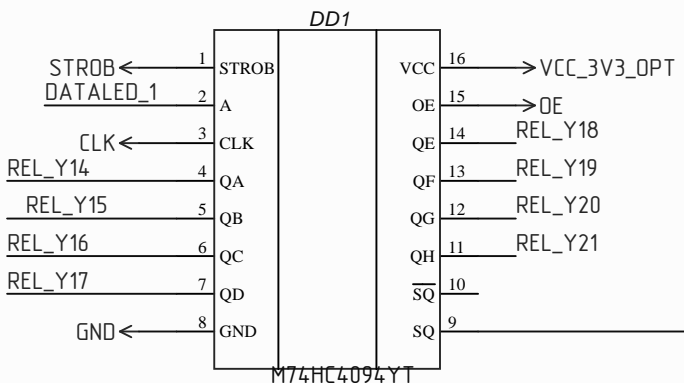 DD1
STROB 1 STROB VCC 16 VCC_3V3_OPT
DATALED_1 2 A OE 15 OE
CLK 3 CLK QE 14 REL_Y18
REL_Y14 4 QA QF 13 REL_Y19
REL_Y15 5 QB QG 12 REL_Y20
REL_Y16 6 QC QH 11 REL_Y21
REL_Y17 7 QD S̅Q̅ 10
GND 8 GND SQ 9
M74HC4094YT